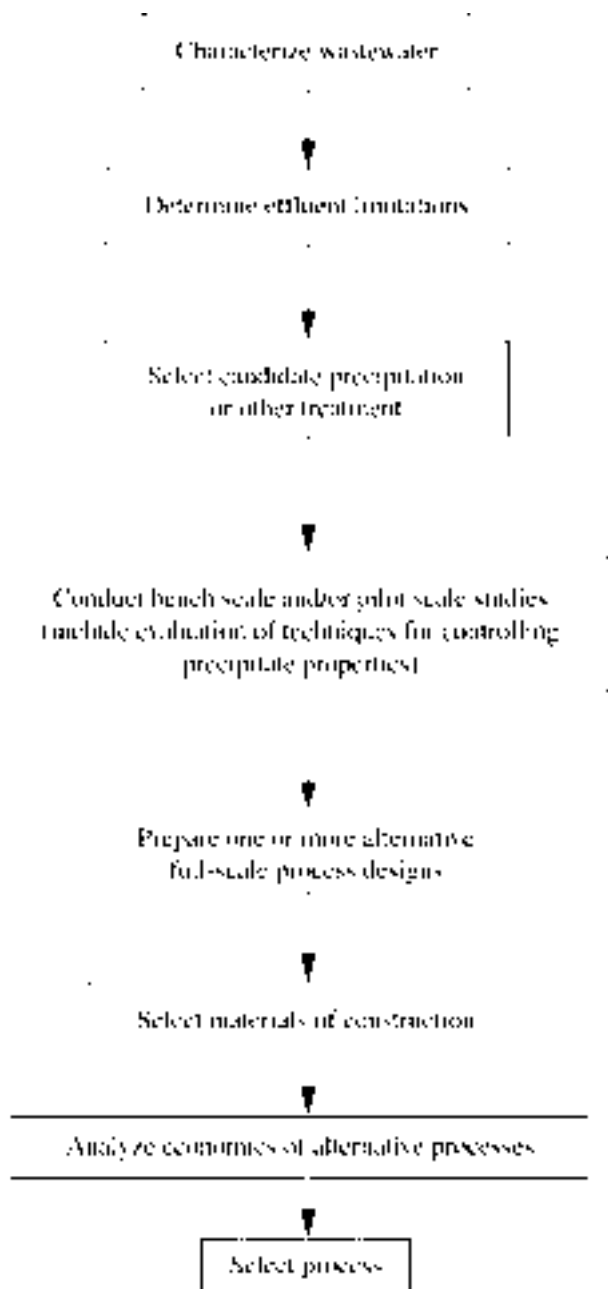 Characterize wastewater
Determine effluent limitations
Select candidate precipitation
or other treatment
Conduct bench scale and/or pilot scale studies
(include evaluation of techniques for controlling
precipitate properties)
Prepare one or more alternative
full-scale process designs
Select materials of construction
Analyze economics of alternative processes
Select process